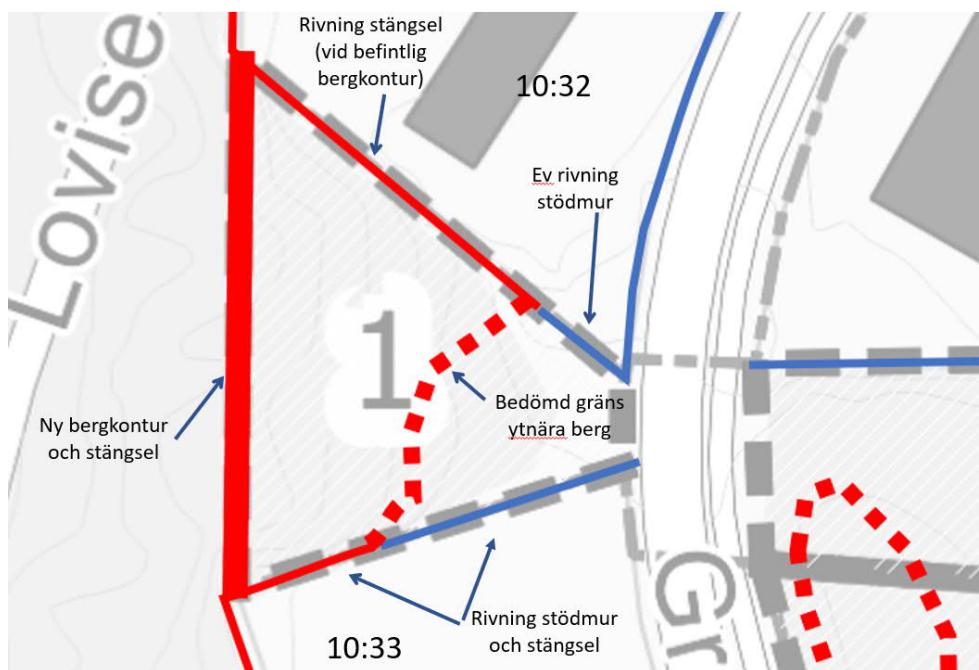 Rivning stängsel
(vid befintlig
bergkontur)
10:32
Ev rivning
stödmur
Lovise
1
Bedömd gräns
ytnära berg
Ny bergkontur
och stängsel
Rivning stödmur
och stängsel
10:33
Gr